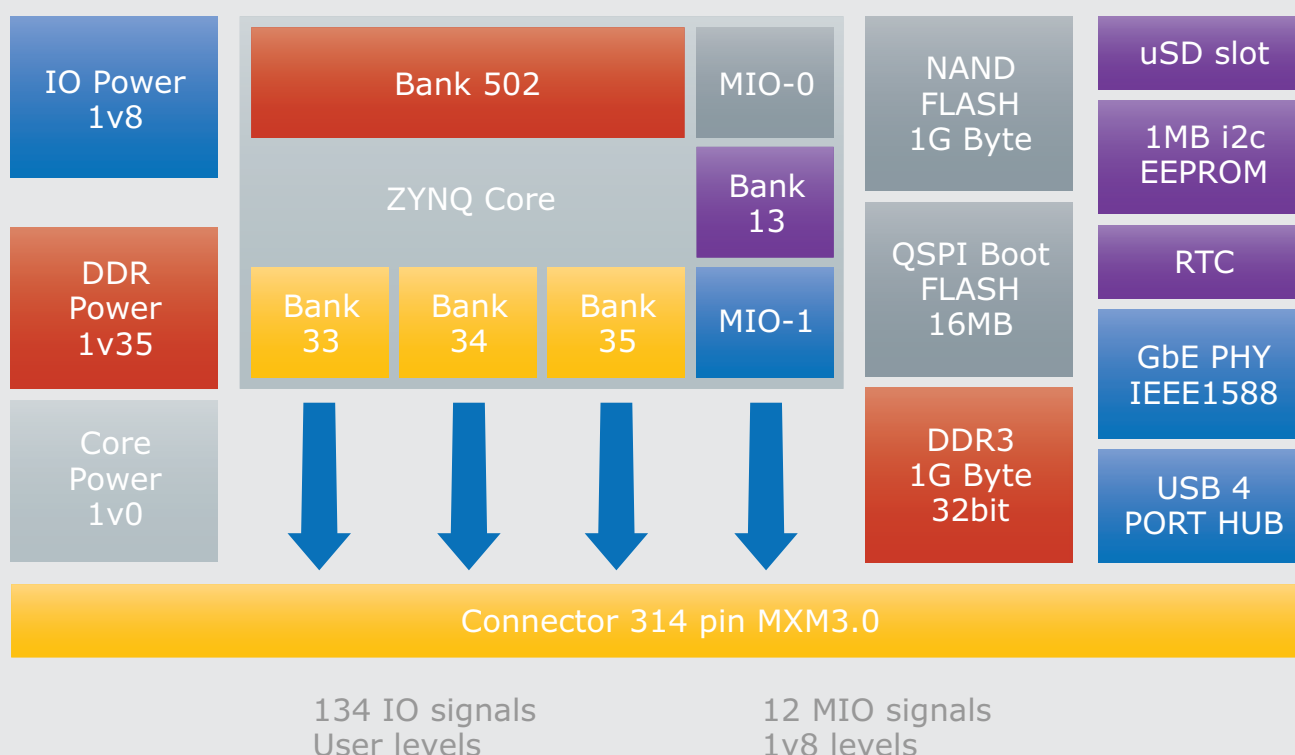 IO Power
1v8
DDR
Power
1v35
Core
Power
1v0
Bank 502
MIO-0
ZYNQ Core
Bank
13
Bank
33
Bank
34
Bank
35
MIO-1
NAND
FLASH
1G Byte
QSPI Boot
FLASH
16MB
DDR3
1G Byte
32bit
uSD slot
1MB i2c
EEPROM
RTC
GbE PHY
IEEE1588
USB 4
PORT HUB
Connector 314 pin MXM3.0
134 IO signals
User levels
12 MIO signals
1v8 levels